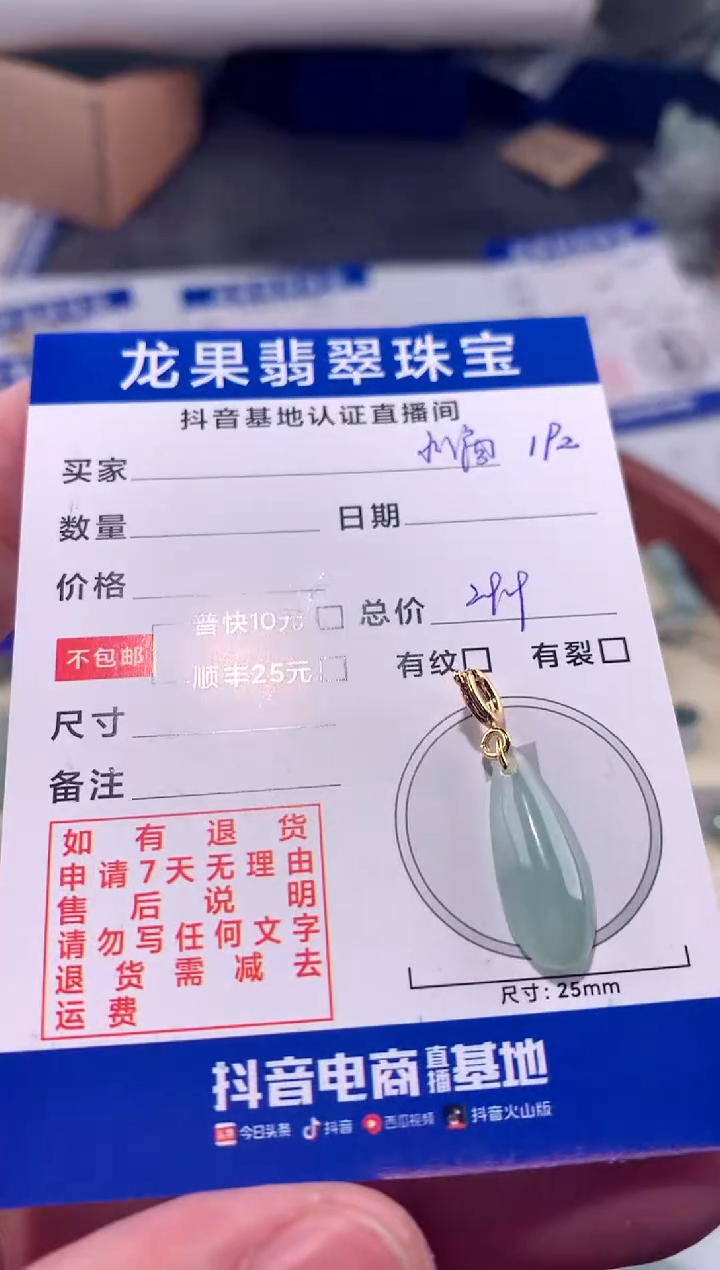 龙果翡翠珠宝
抖音基地认证直播间
买家
数量 日期
价格
普快10元 总价
不包邮 顺丰25元 有纹 有裂
尺寸
备注
如有退货
申请7天无理由
售后说明
请勿写任何文字
退货需减去
运费
尺寸：25mm
抖音电商直播基地
今日头条 抖音 西瓜视频 抖音火山版